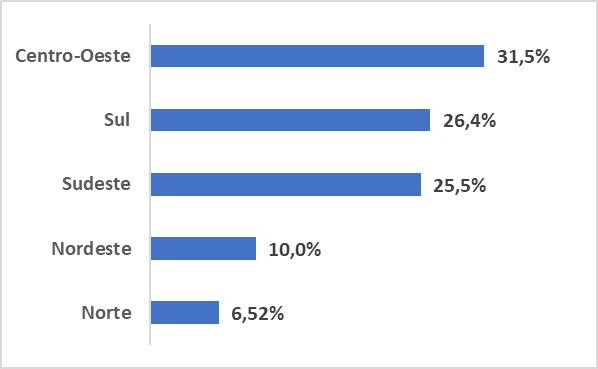 Centro-Oeste 31,5%
Sul 26,4%
Sudeste 25,5%
Nordeste 10,0%
Norte 6,52%